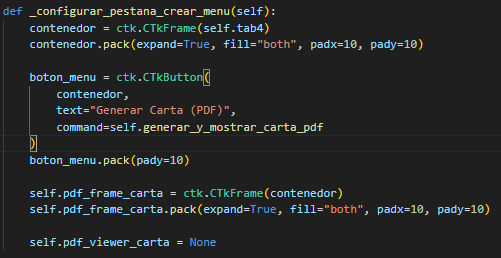 def _configurar_pestana_crear_menu(self):
    contenedor = ctk.CTkFrame(self.tab4)
    contenedor.pack(expand=True, fill="both", padx=10, pady=10)

    boton_menu = ctk.CTkButton(
        contenedor,
        text="Generar Carta (PDF)",
        command=self.generar_y_mostrar_carta_pdf
    )
    boton_menu.pack(pady=10)

    self.pdf_frame_carta = ctk.CTkFrame(contenedor)
    self.pdf_frame_carta.pack(expand=True, fill="both", padx=10, pady=10)

    self.pdf_viewer_carta = None